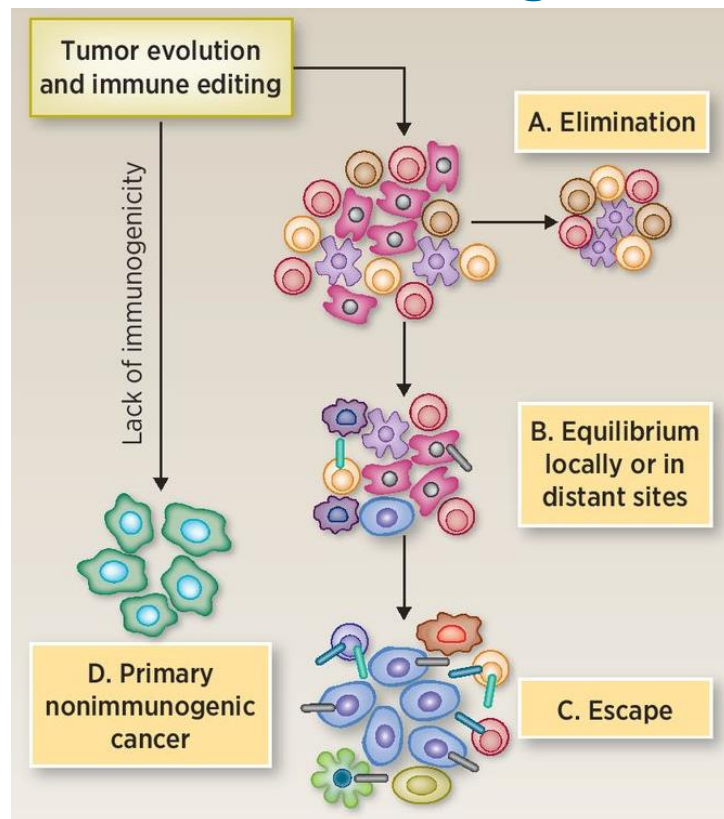 Tumor evolution
and immune editing
A. Elimination
Lack of immunogenicity
B. Equilibrium
locally or in
distant sites
D. Primary
nonimmunogenic
cancer
C. Escape